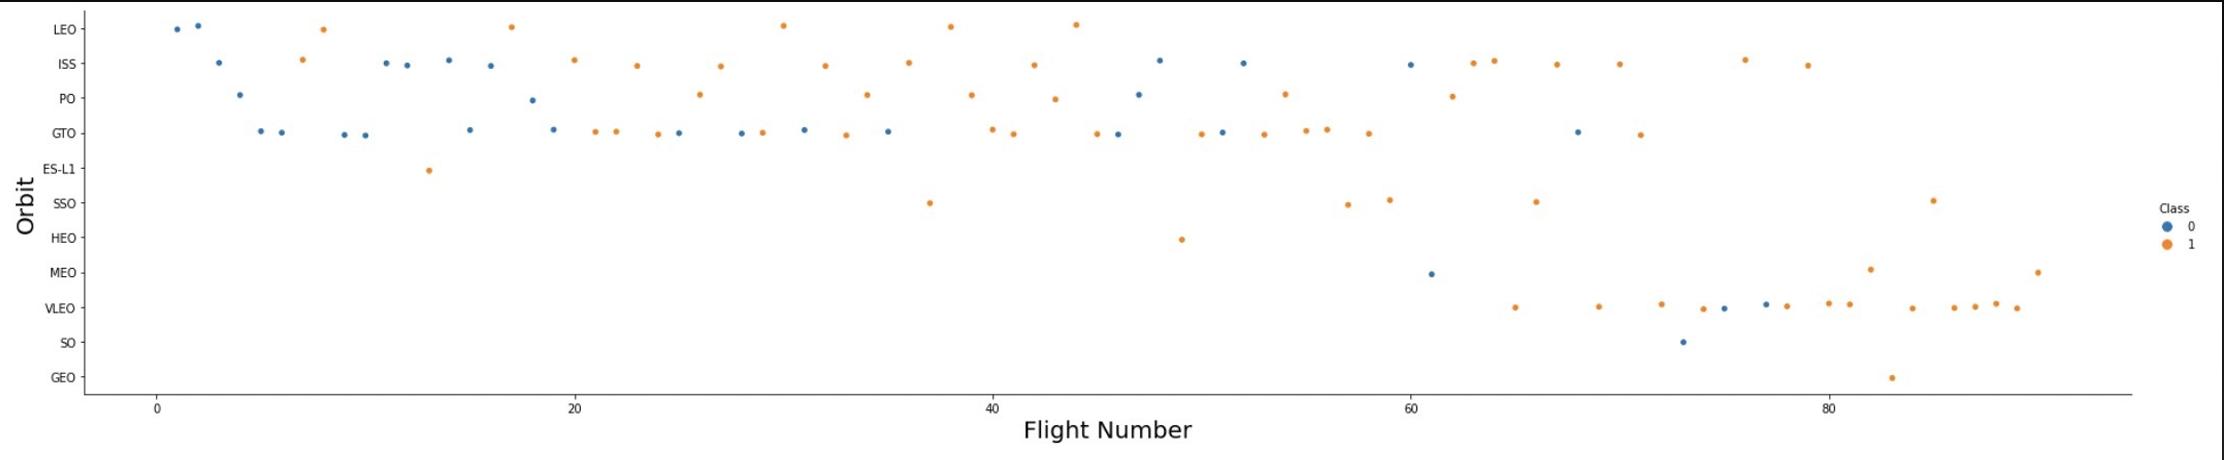 LEO
ISS
PO
GTO
ES-L1
SSO
HEO
MEO
VLEO
SO
GEO
Orbit
0 20 40 60 80
Flight Number
Class
0
1